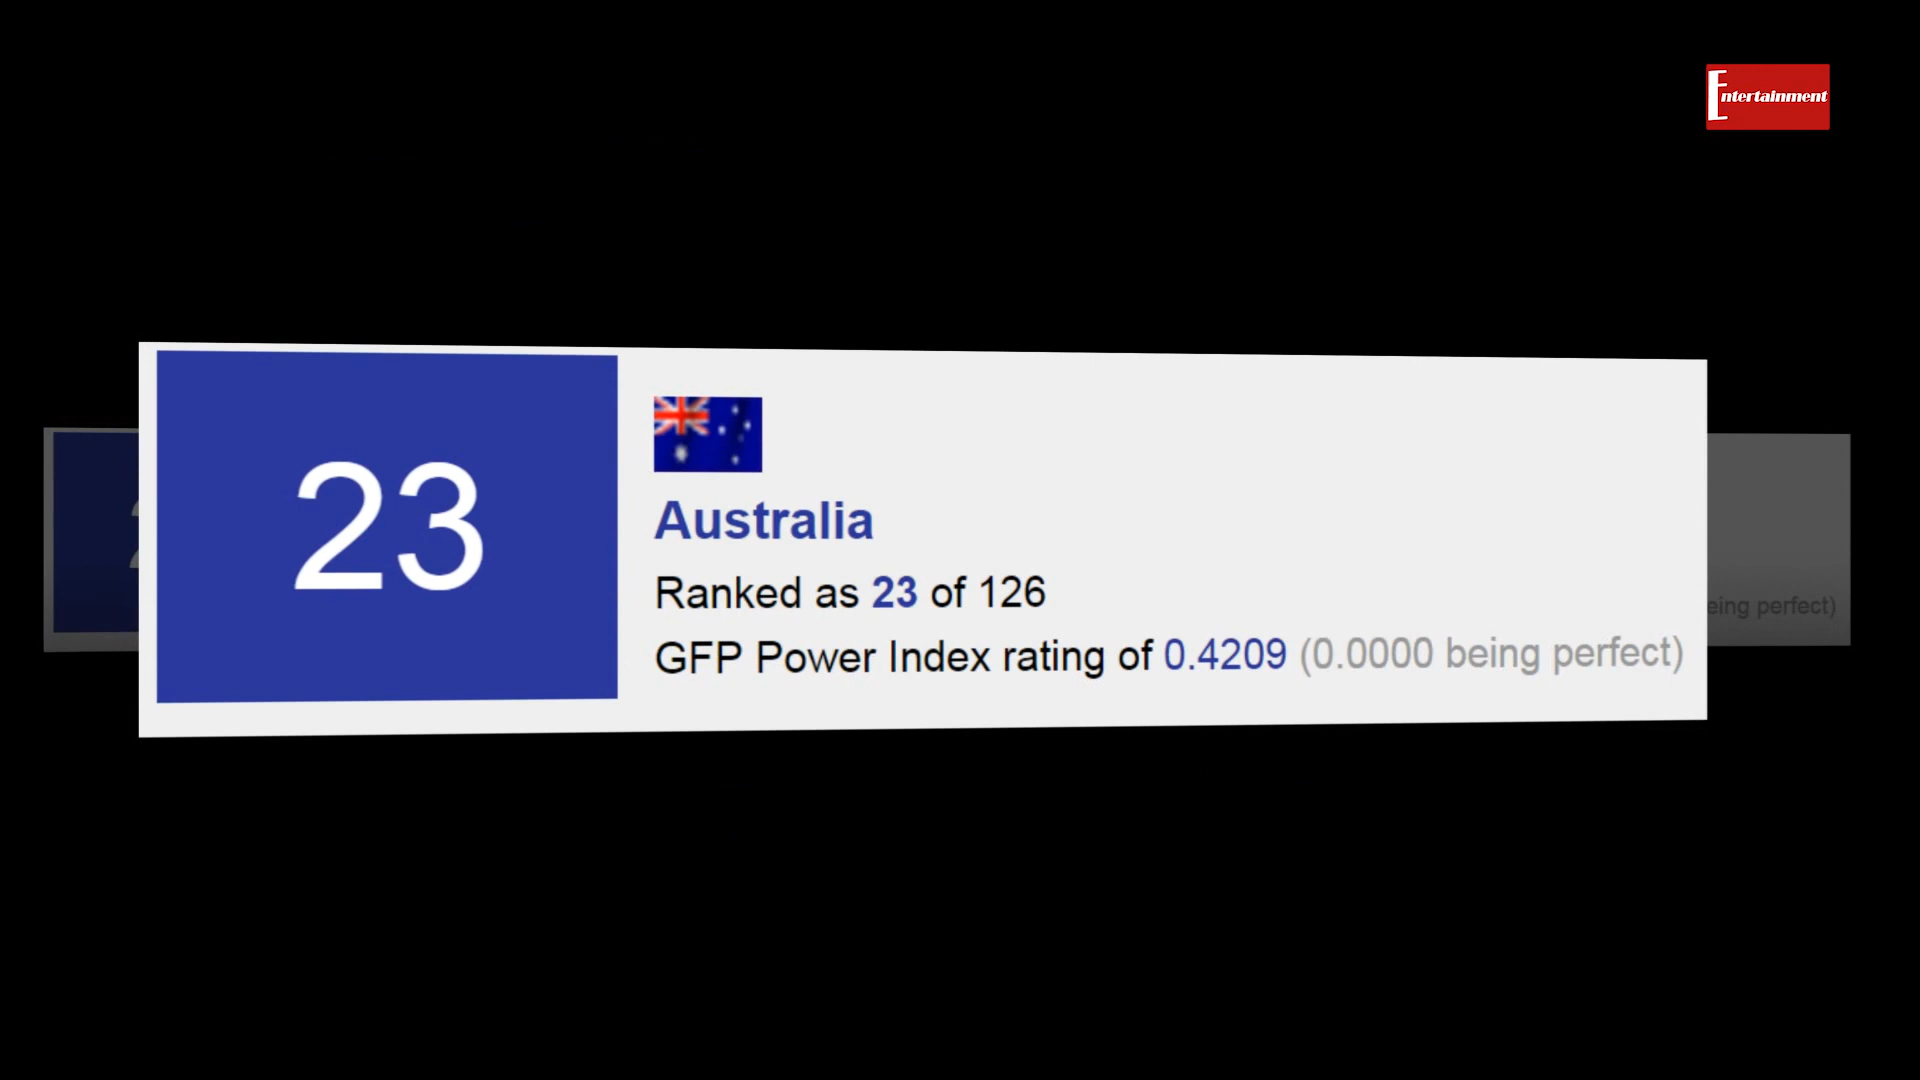 Entertainment
23
Australia
Ranked as 23 of 126
GFP Power Index rating of 0.4209 (0.0000 being perfect)
being perfect)